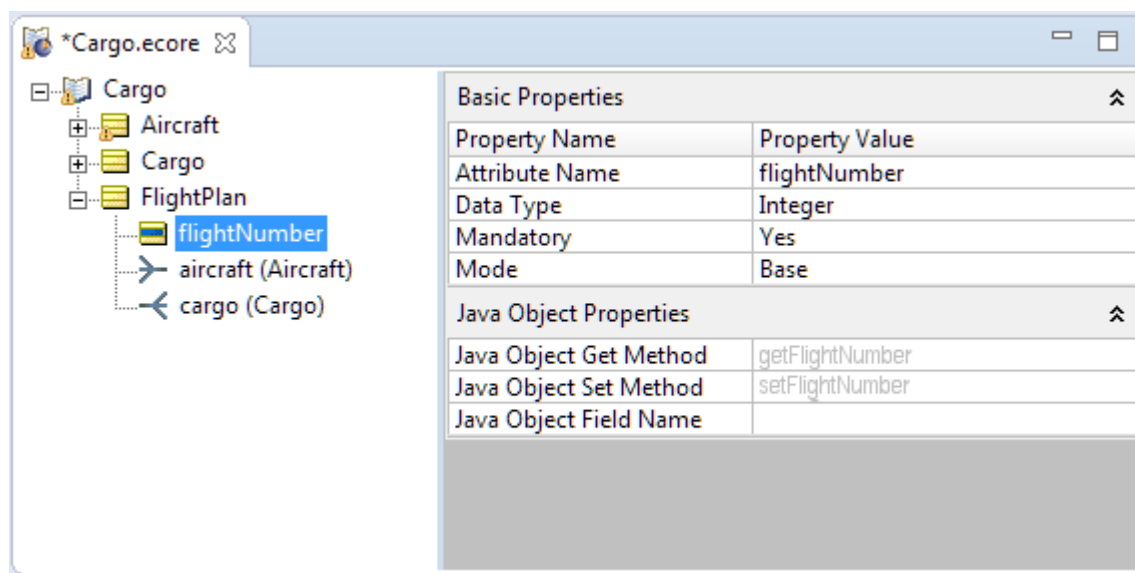 *Cargo.ecore
Cargo
Aircraft
Cargo
FlightPlan
flightNumber
aircraft (Aircraft)
cargo (Cargo)
Basic Properties
Property Name Property Value
Attribute Name flightNumber
Data Type Integer
Mandatory Yes
Mode Base
Java Object Properties
Java Object Get Method getFlightNumber
Java Object Set Method setFlightNumber
Java Object Field Name